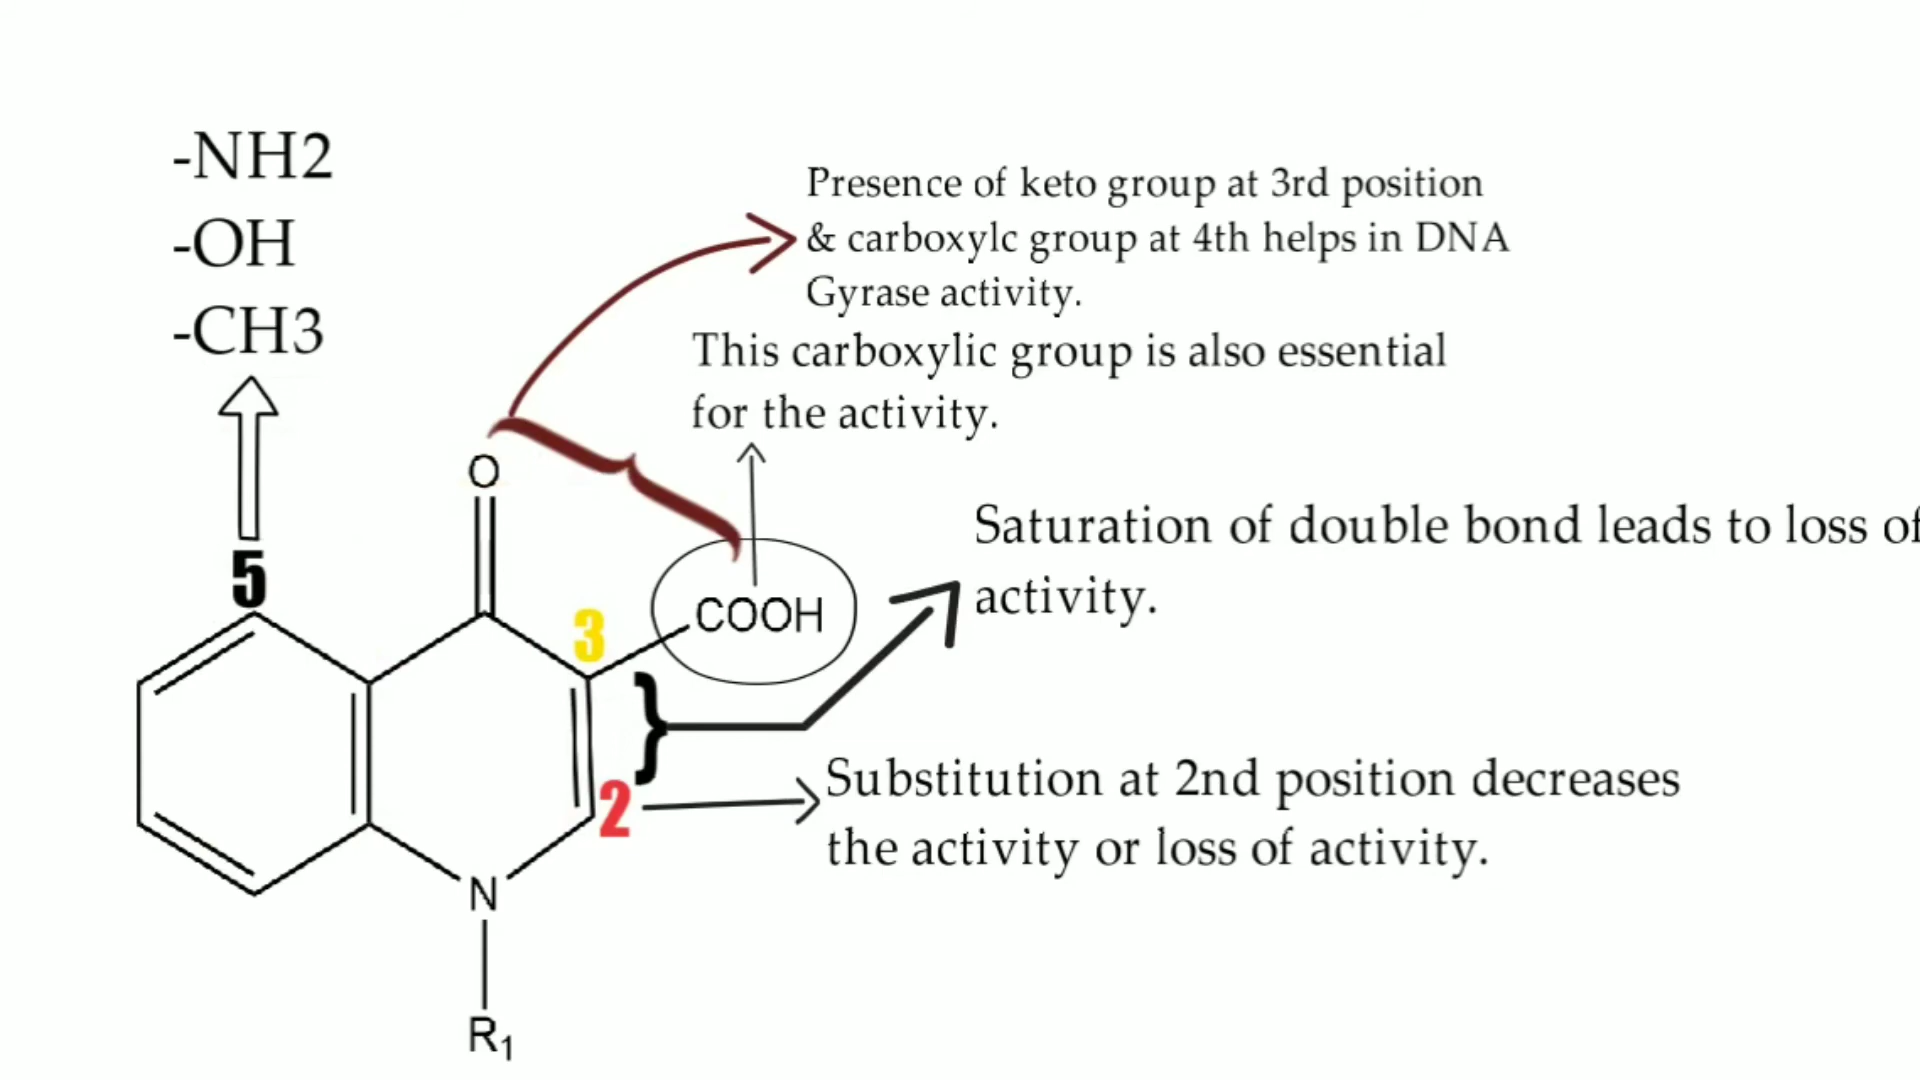 -NH2
-OH
-CH3
Presence of keto group at 3rd position
& carboxylc group at 4th helps in DNA
Gyrase activity.
This carboxylic group is also essential
for the activity.
O
5
3
COOH
Saturation of double bond leads to loss of
activity.
2
Substitution at 2nd position decreases
the activity or loss of activity.
N
R1